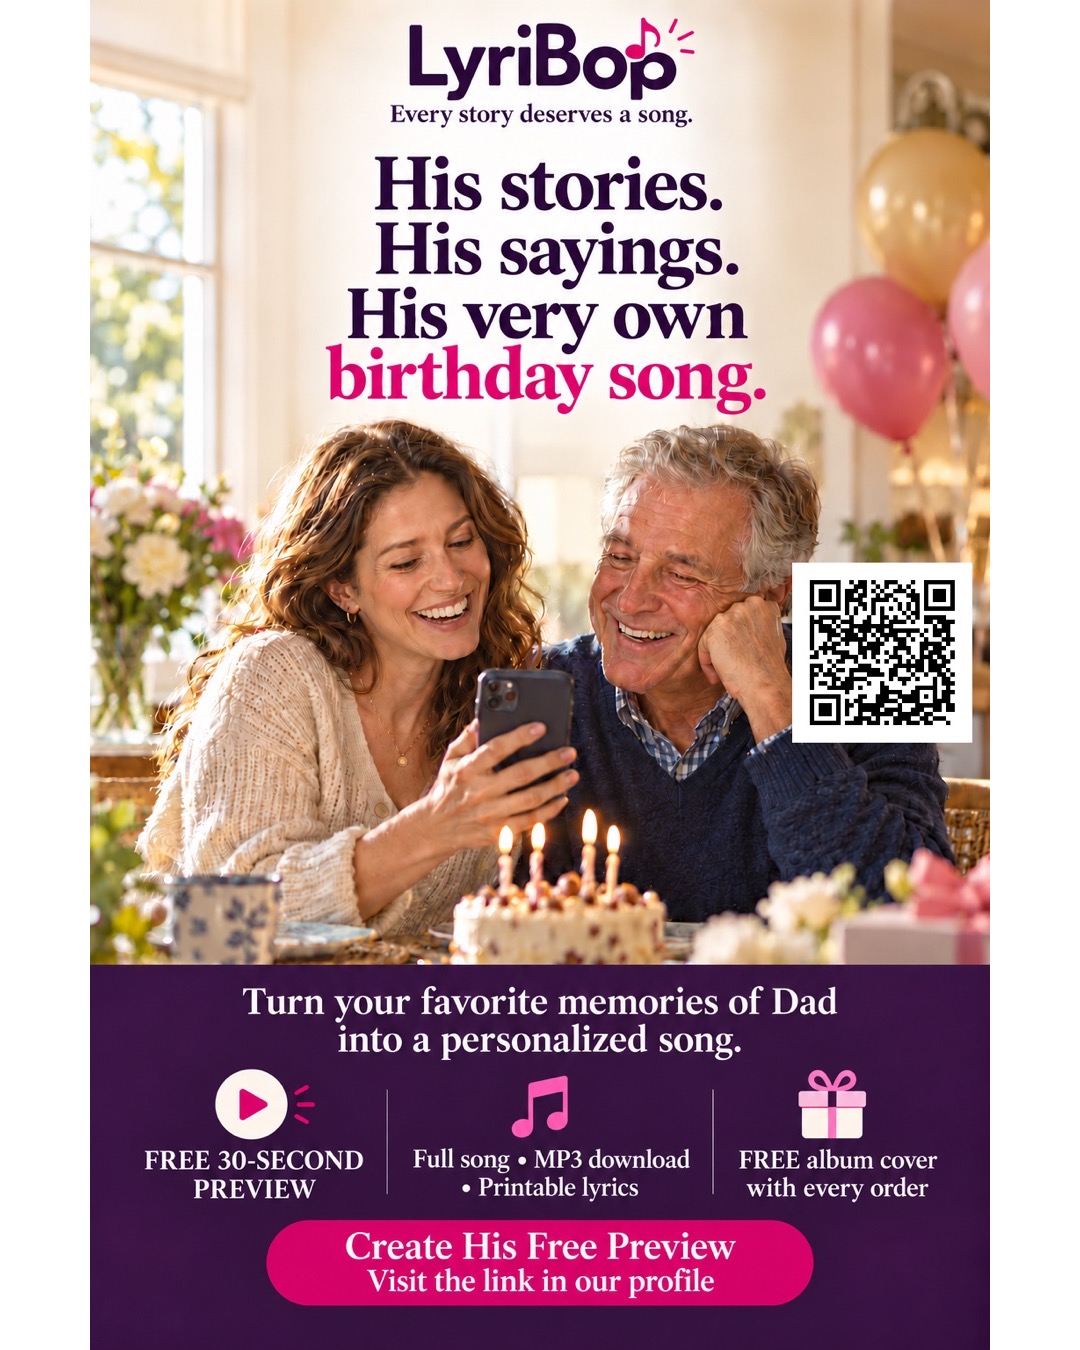 LyriBop
Every story deserves a song.
His stories.
His sayings.
His very own
birthday song.
Turn your favorite memories of Dad
into a personalized song.
FREE 30-SECOND
PREVIEW
Full song • MP3 download
• Printable lyrics
FREE album cover
with every order
Create His Free Preview
Visit the link in our profile